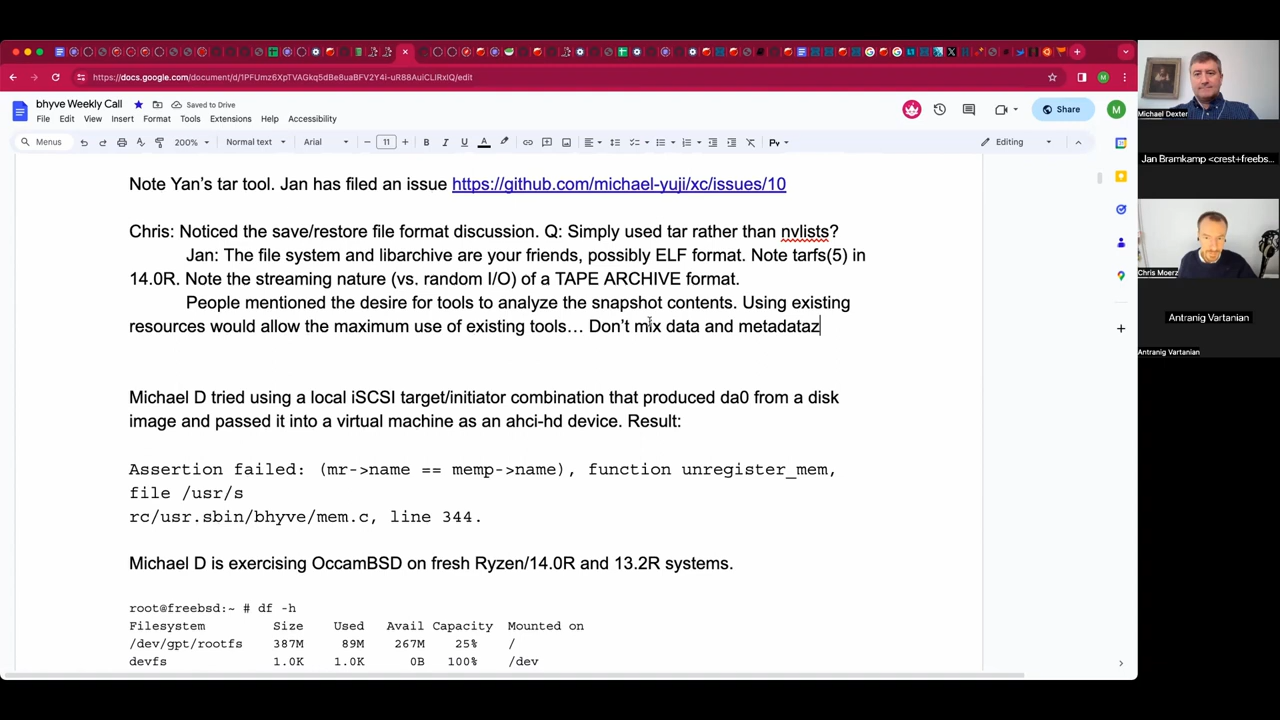 https://docs.google.com/document/d/1PFUmz6XpTVAGkq5dBe8uaBFV2Y4i-uR88AuiCLlRxIQ/edit
bhyve Weekly Call
Saved to Drive
File Edit View Insert Format Tools Extensions Help Accessibility
Share
M
Menus 200% Normal text Arial 11 B I U A Editing
Note Yan's tar tool. Jan has filed an issue https://github.com/michael-yuji/xc/issues/10
Chris: Noticed the save/restore file format discussion. Q: Simply used tar rather than nvlists?
Jan: The file system and libarchive are your friends, possibly ELF format. Note tarfs(5) in
14.0R. Note the streaming nature (vs. random I/O) of a TAPE ARCHIVE format.
People mentioned the desire for tools to analyze the snapshot contents. Using existing
resources would allow the maximum use of existing tools… Don't mix data and metadataz
Michael D tried using a local iSCSI target/initiator combination that produced da0 from a disk
image and passed it into a virtual machine as an ahci-hd device. Result:
Assertion failed: (mr->name == memp->name), function unregister_mem,
file /usr/s
rc/usr.sbin/bhyve/mem.c, line 344.
Michael D is exercising OccamBSD on fresh Ryzen/14.0R and 13.2R systems.
root@freebsd:~ # df -h
Filesystem Size Used Avail Capacity Mounted on
/dev/gpt/rootfs 387M 89M 267M 25% /
devfs 1.0K 1.0K 0B 100% /dev
Michael Dexter
Jan Bramkamp <crest+freebs...
Chris Moerz
Antranig Vartanian
Antranig Vartanian